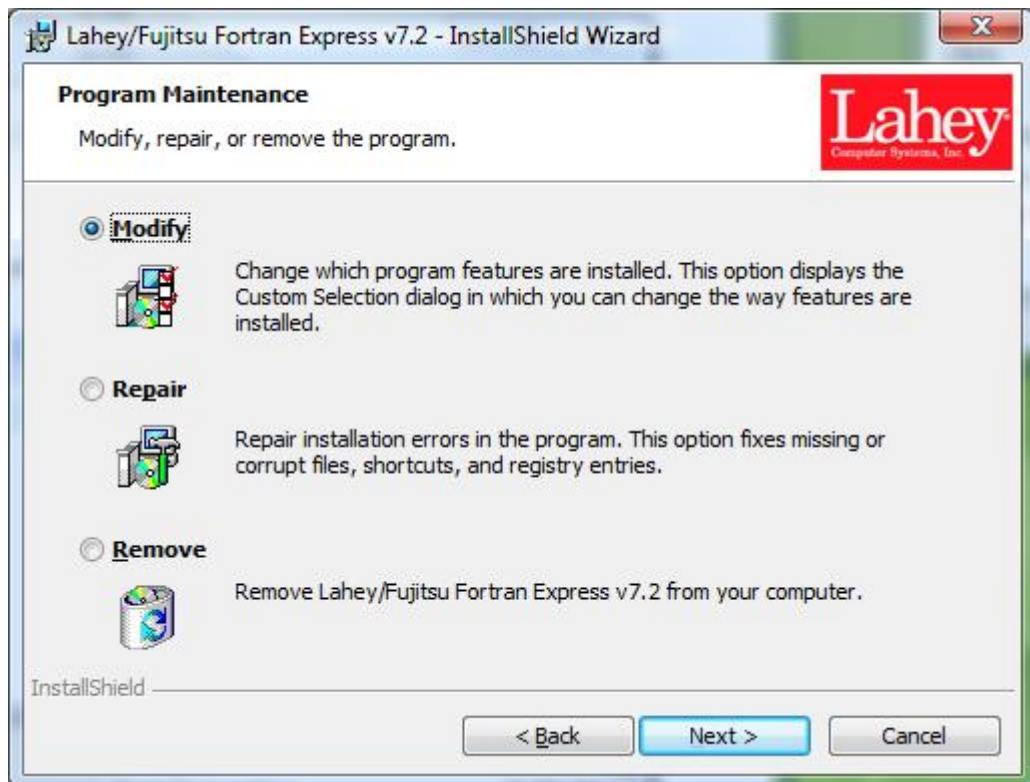 Lahey/Fujitsu Fortran Express v7.2 - InstallShield Wizard
Program Maintenance
Modify, repair, or remove the program.
Lahey
Computer Systems, Inc.
Modify
Change which program features are installed. This option displays the
Custom Selection dialog in which you can change the way features are
installed.
Repair
Repair installation errors in the program. This option fixes missing or
corrupt files, shortcuts, and registry entries.
Remove
Remove Lahey/Fujitsu Fortran Express v7.2 from your computer.
InstallShield
< Back
Next >
Cancel